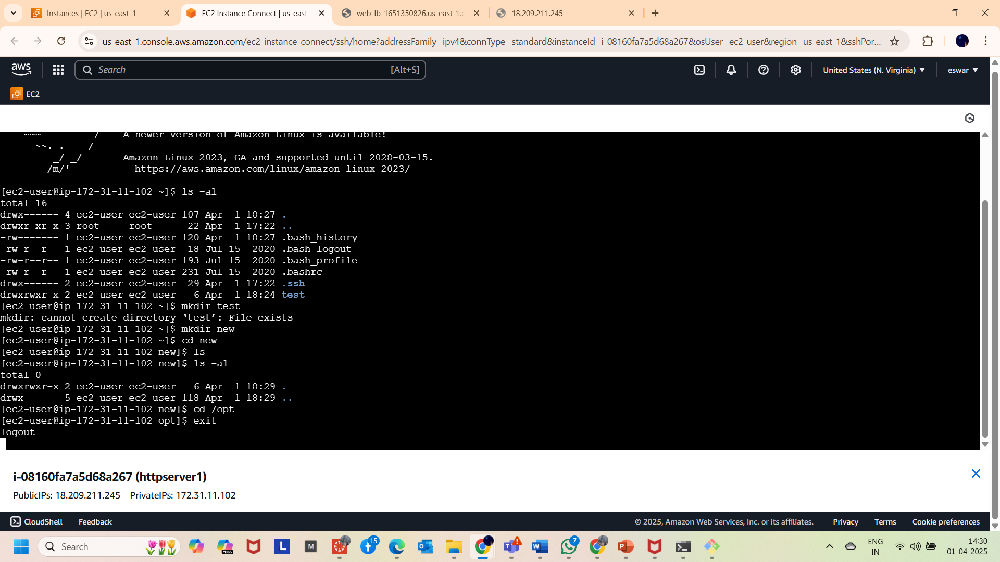 Instances | EC2 | us-east-1
EC2 Instance Connect | us-east-
web-lb-1651350826.us-east-1.e
18.209.211.245
us-east-1.console.aws.amazon.com/ec2-instance-connect/ssh/home?addressFamily=ipv4&connType=standard&instanceId=i-08160fa7a5d68a267&osUser=ec2-user&region=us-east-1&sshPor...
aws
Search
[Alt+S]
United States (N. Virginia)
eswar
EC2
~~~         /    A newer version of Amazon Linux is available!
~~._.   _/
_/ _/       Amazon Linux 2023, GA and supported until 2028-03-15.
_/m/'           https://aws.amazon.com/linux/amazon-linux-2023/
[ec2-user@ip-172-31-11-102 ~]$ ls -al
total 16
drwx------ 4 ec2-user ec2-user 107 Apr  1 18:27 .
drwxr-xr-x 3 root     root      22 Apr  1 17:22 ..
-rw------- 1 ec2-user ec2-user 120 Apr  1 18:27 .bash_history
-rw-r--r-- 1 ec2-user ec2-user  18 Jul 15  2020 .bash_logout
-rw-r--r-- 1 ec2-user ec2-user 193 Jul 15  2020 .bash_profile
-rw-r--r-- 1 ec2-user ec2-user 231 Jul 15  2020 .bashrc
drwx------ 2 ec2-user ec2-user  29 Apr  1 17:22 .ssh
drwxrwxr-x 2 ec2-user ec2-user   6 Apr  1 18:24 test
[ec2-user@ip-172-31-11-102 ~]$ mkdir test
mkdir: cannot create directory ‘test’: File exists
[ec2-user@ip-172-31-11-102 ~]$ mkdir new
[ec2-user@ip-172-31-11-102 ~]$ cd new
[ec2-user@ip-172-31-11-102 new]$ ls
[ec2-user@ip-172-31-11-102 new]$ ls -al
total 0
drwxrwxr-x 2 ec2-user ec2-user   6 Apr  1 18:29 .
drwx------ 5 ec2-user ec2-user 118 Apr  1 18:29 ..
[ec2-user@ip-172-31-11-102 new]$ cd /opt
[ec2-user@ip-172-31-11-102 opt]$ exit
logout
i-08160fa7a5d68a267 (httpserver1)
PublicIPs: 18.209.211.245    PrivateIPs: 172.31.11.102
CloudShell
Feedback
© 2025, Amazon Web Services, Inc. or its affiliates.
Privacy
Terms
Cookie preferences
Search
M365
L
M
15
7
ENG
IN
14:30
01-04-2025